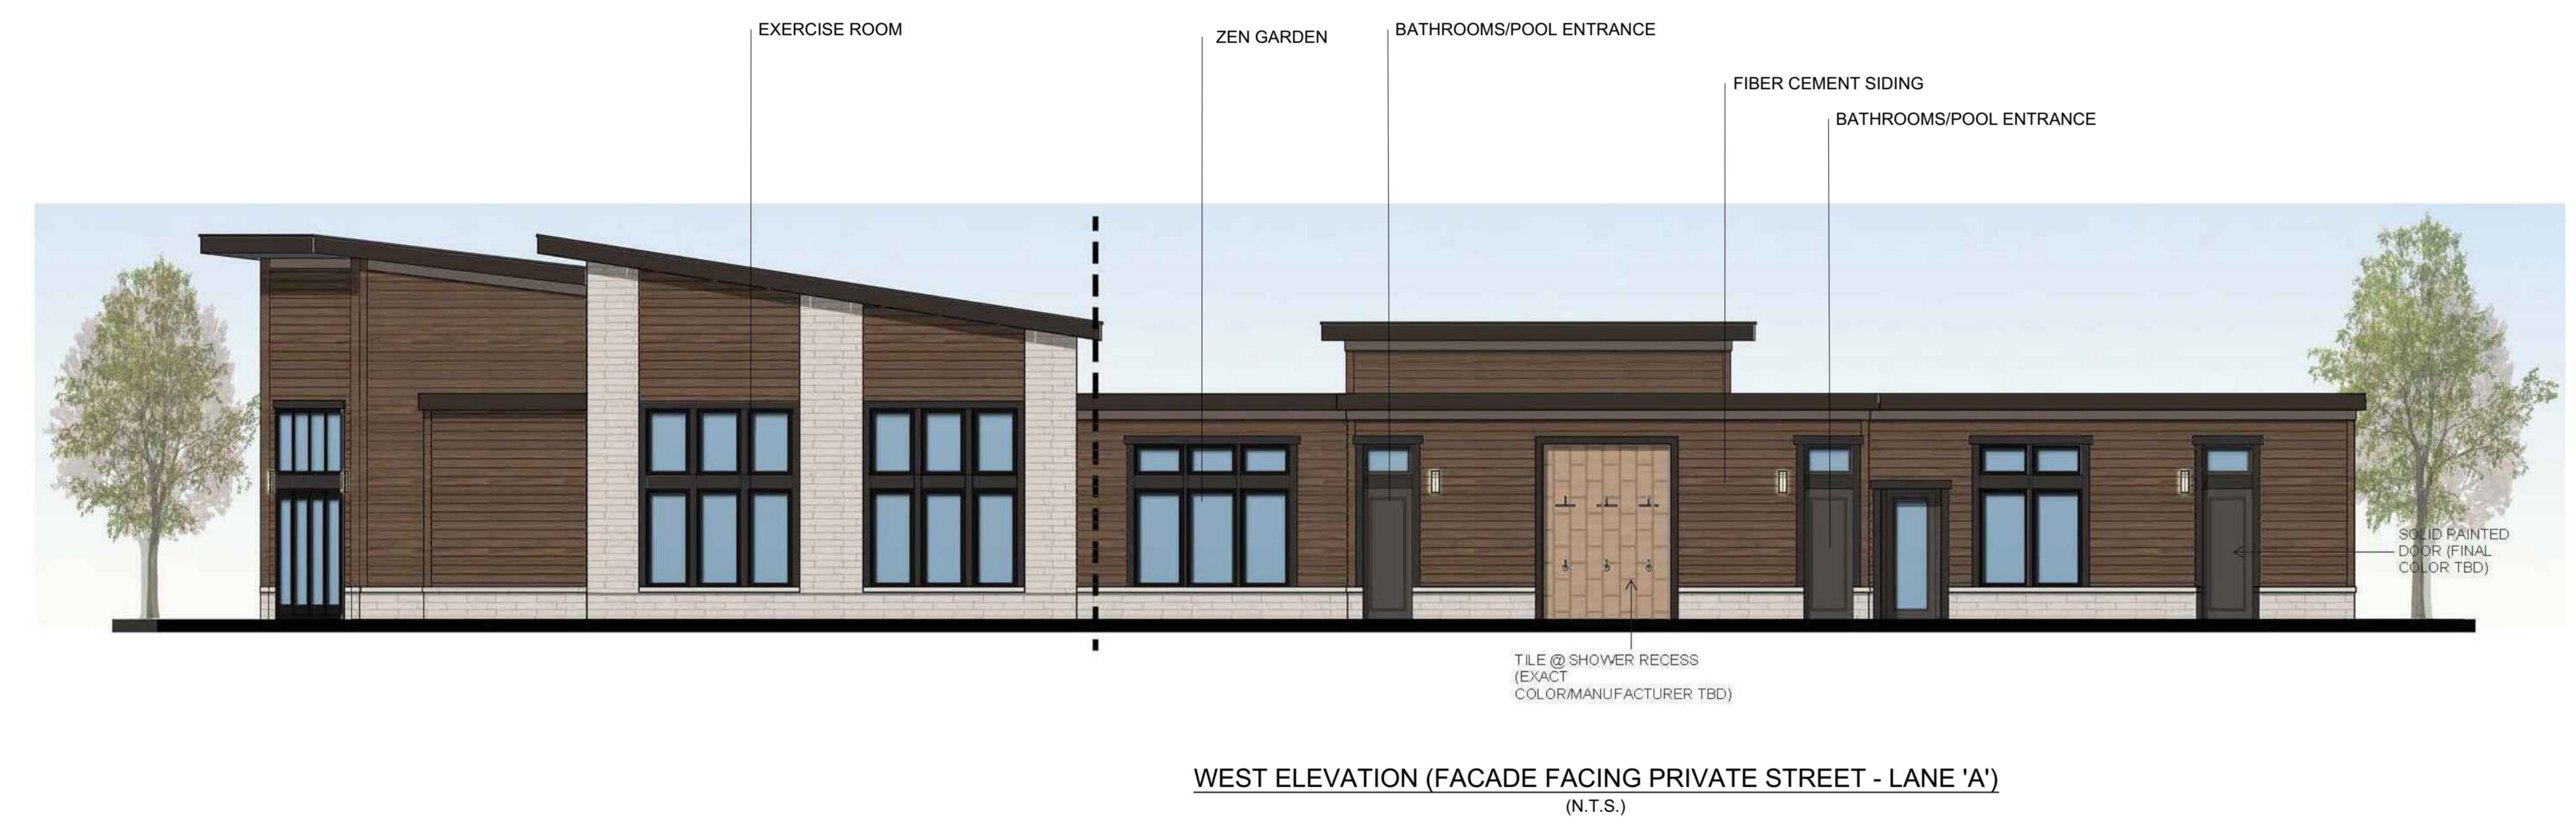 EXERCISE ROOM
ZEN GARDEN
BATHROOMS/POOL ENTRANCE
FIBER CEMENT SIDING
BATHROOMS/POOL ENTRANCE
SOLID PAINTED
DOOR (FINAL
COLOR TBD)
TILE @ SHOWER RECESS
(EXACT
COLOR/MANUFACTURER TBD)
WEST ELEVATION (FACADE FACING PRIVATE STREET - LANE 'A')
(N.T.S.)